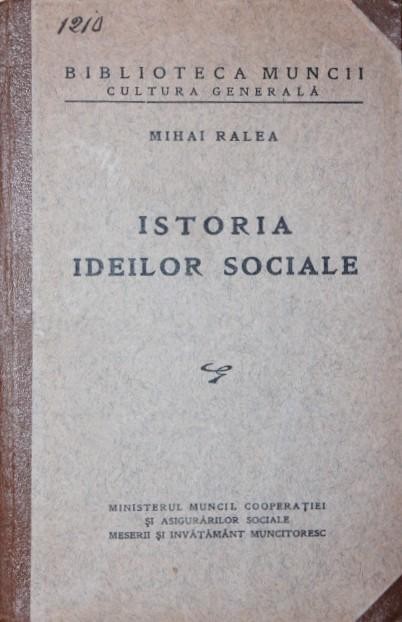 1210
BIBLIOTECA MUNCII
CULTURA GENERALĂ
MIHAI RALEA
ISTORIA
IDEILOR SOCIALE
MINISTERUL MUNCII, COOPERAȚIEI
ȘI ASIGURĂRILOR SOCIALE
MESERII ȘI INVĂTĂMÂNT MUNCITORESC